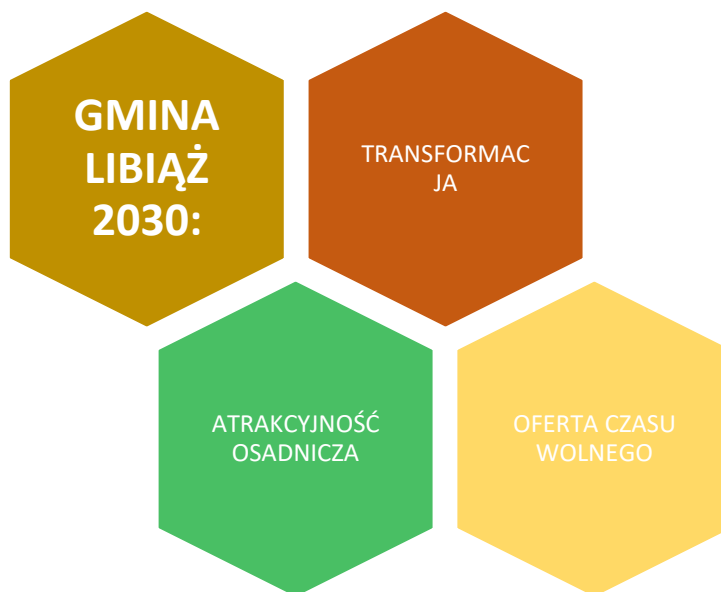 GMINA
LIBIĄŻ
2030:
TRANSFORMAC
JA
ATRAKCYJNOŚĆ
OSADNICZA
OFERTA CZASU
WOLNEGO